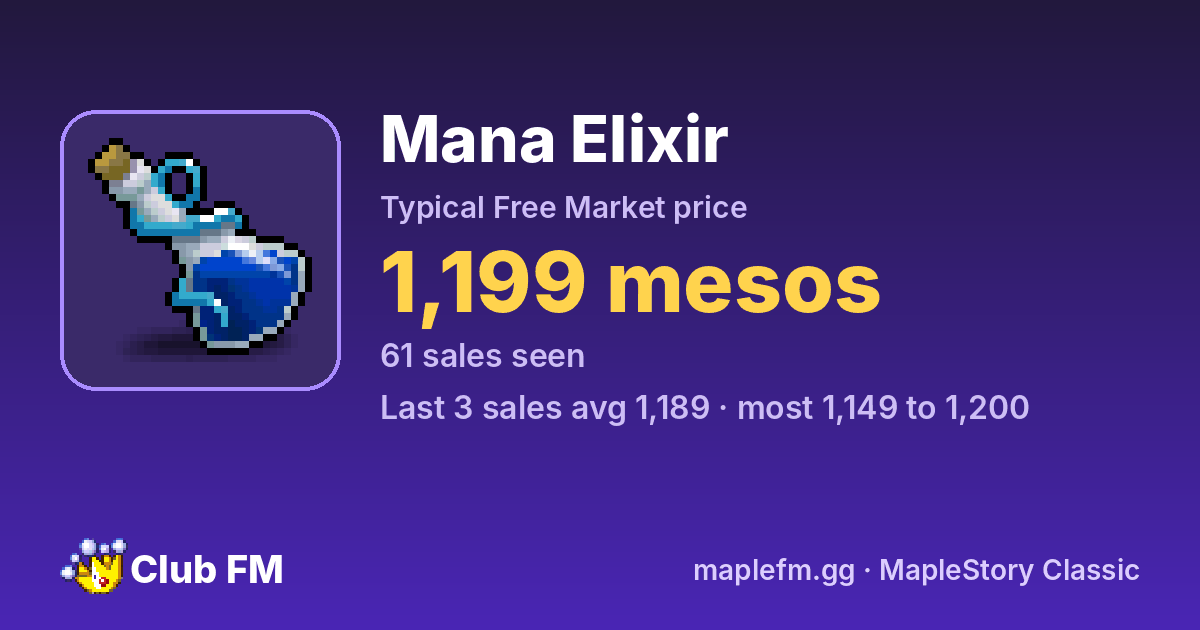 Mana Elixir
Typical Free Market price
1,199 mesos
61 sales seen
Last 3 sales avg 1,189 · most 1,149 to 1,200
Club FM
maplefm.gg · MapleStory Classic